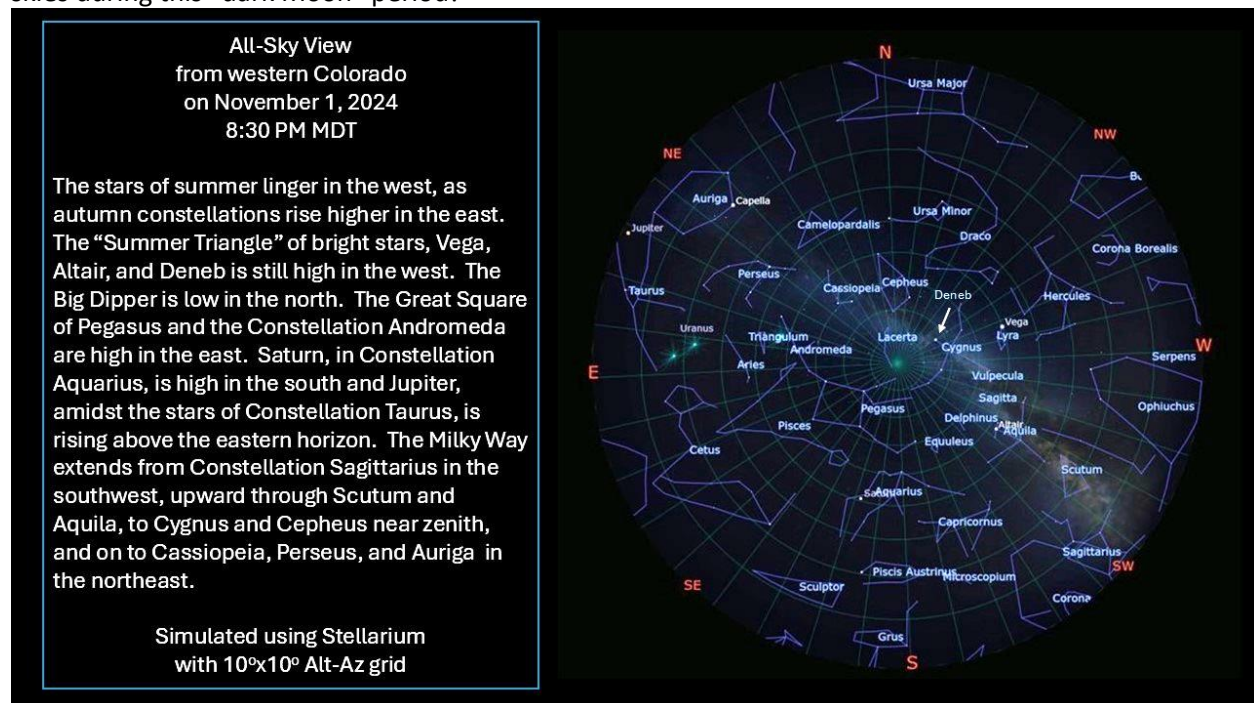 skies during this "dark moon" period.
All-Sky View
from western Colorado
on November 1, 2024
8:30 PM MDT
The stars of summer linger in the west, as
autumn constellations rise higher in the east.
The “Summer Triangle” of bright stars, Vega,
Altair, and Deneb is still high in the west. The
Big Dipper is low in the north. The Great Square
of Pegasus and the Constellation Andromeda
are high in the east. Saturn, in Constellation
Aquarius, is high in the south and Jupiter,
amidst the stars of Constellation Taurus, is
rising above the eastern horizon. The Milky Way
extends from Constellation Sagittarius in the
southwest, upward through Scutum and
Aquila, to Cygnus and Cepheus near zenith,
and on to Cassiopeia, Perseus, and Auriga in
the northeast.
Simulated using Stellarium
with 10ºx10º Alt-Az grid
N
Ursa Major
NW
NE
Auriga
Capella
Jupiter
Camelopardalis
Ursa Minor
Draco
Corona Borealis
Perseus
Taurus
Cassiopeia
Cepheus
Deneb
Hercules
Uranus
Triangulum
Andromeda
Lacerta
Cygnus
Vega
Lyra
W
Serpens
E
Aries
Vulpecula
Sagitta
Ophiuchus
Pegasus
Delphinus
Altair
Aquila
Pisces
Equuleus
Cetus
Scutum
Aquarius
Capricornus
Sagittarius
SW
SE
Sculptor
Piscis Austrinus
Microscopium
Corona
Grus
S